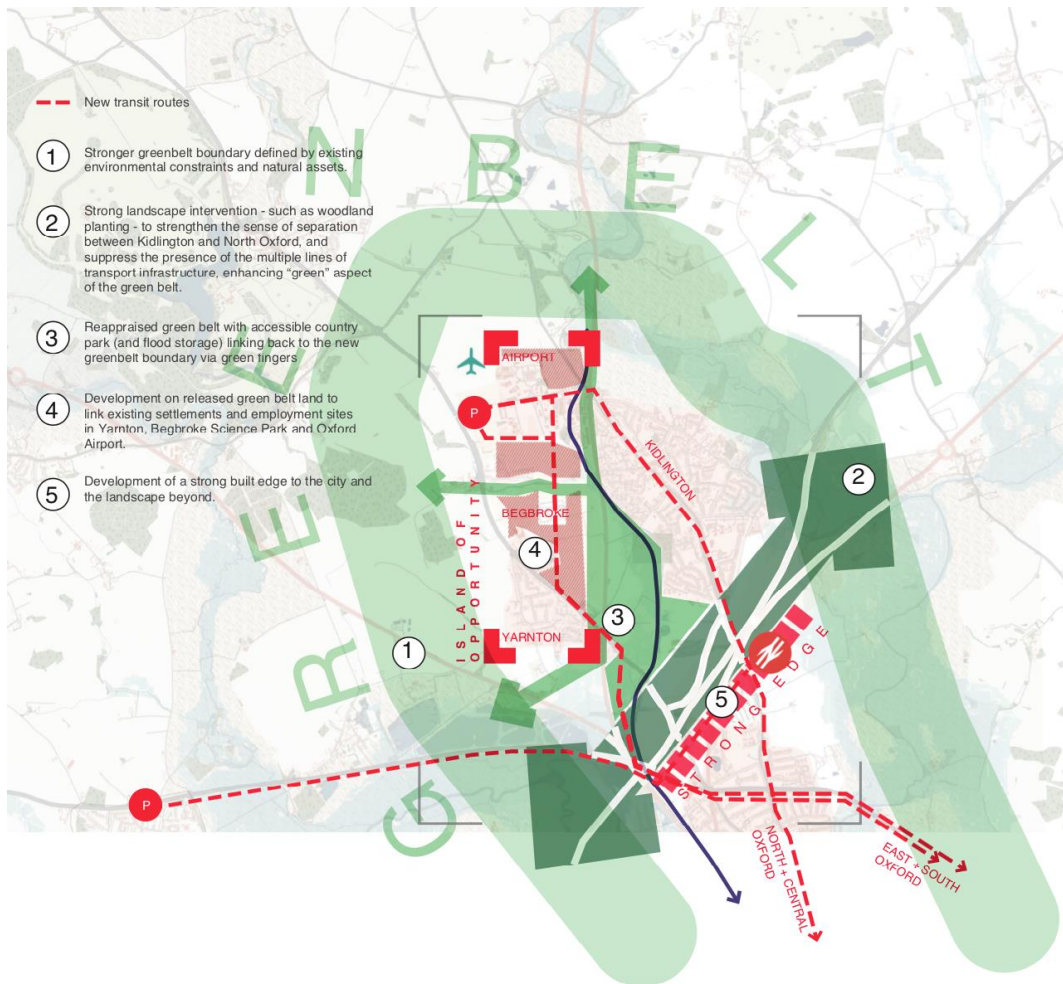 New transit routes
1
Stronger greenbelt boundary defined by existing
environmental constraints and natural assets.
2
Strong landscape intervention - such as woodland
planting - to strengthen the sense of separation
between Kidlington and North Oxford, and
suppress the presence of the multiple lines of
transport infrastructure, enhancing “green” aspect
of the green belt.
3
Reappraised green belt with accessible country
park (and flood storage) linking back to the new
greenbelt boundary via green fingers
4
Development on released green belt land to
link existing settlements and employment sites
in Yarnton, Begbroke Science Park and Oxford
Airport.
5
Development of a strong built edge to the city and
the landscape beyond.
GREENBELT
AIRPORT
P
KIDLINGTON
2
BEGBROKE
4
ISLAND OF
OPPORTUNITY
3
YARNTON
1
5
STRONG EDGE
P
NORTH + CENTRAL
OXFORD
EAST + SOUTH
OXFORD